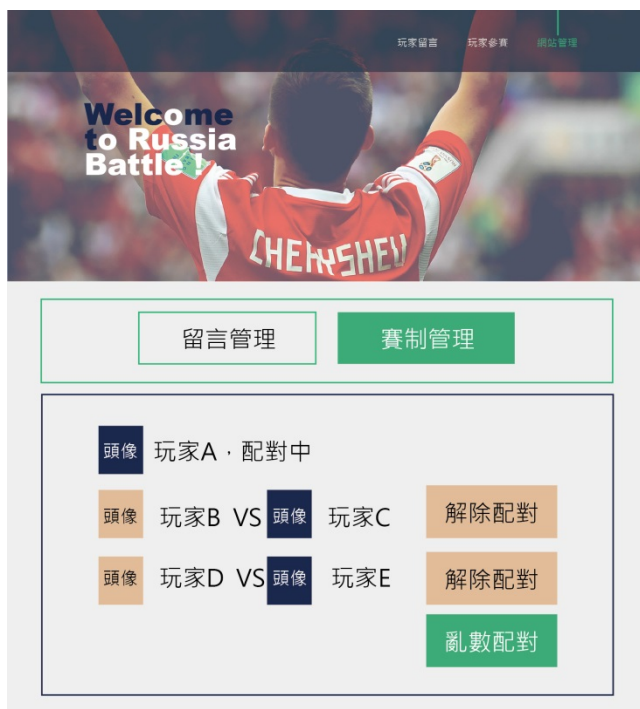 玩家留言 玩家參賽 網站管理
Welcome
to Russia
Battle !
CHERYSHEV
留言管理 賽制管理
頭像 玩家A，配對中
頭像 玩家B VS 頭像 玩家C 解除配對
頭像 玩家D VS 頭像 玩家E 解除配對
亂數配對